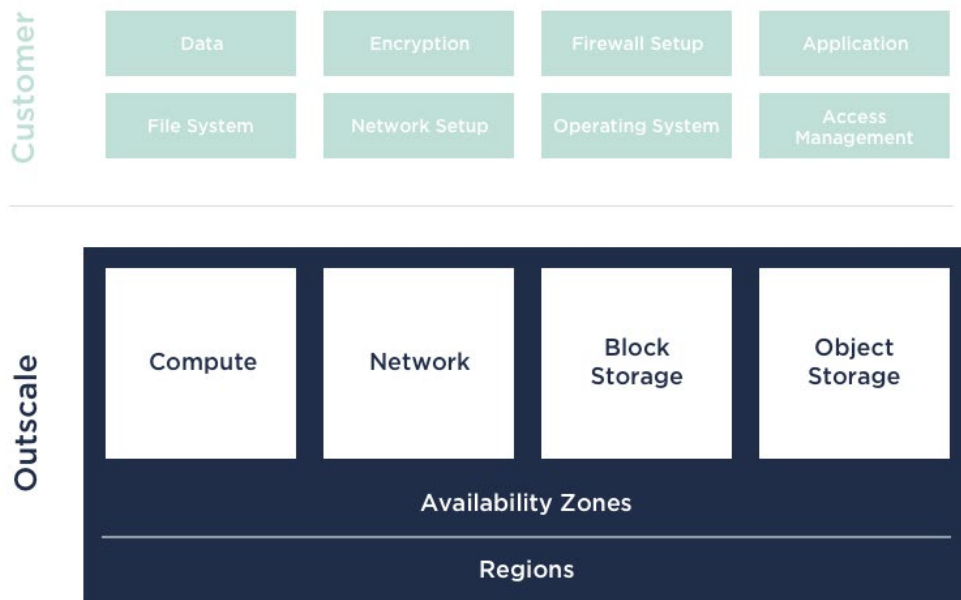 Customer
Data
Encryption
Firewall Setup
Application
File System
Network Setup
Operating System
Access
Management
Outscale
Compute
Network
Block
Storage
Object
Storage
Availability Zones
Regions